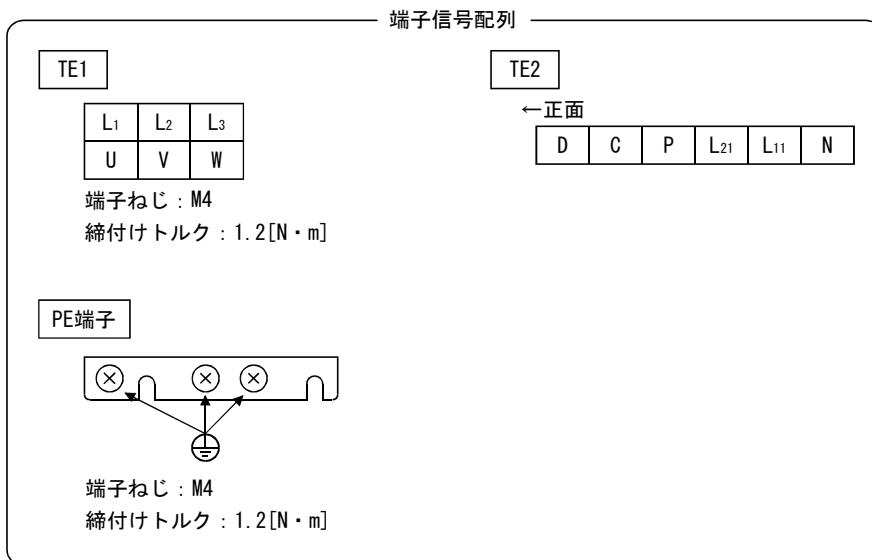 端子信号配列
TE1
L1 L2 L3
U V W
端子ねじ：M4
締付けトルク：1.2[N・m]
TE2
←正面
D C P L21 L11 N
PE端子
端子ねじ：M4
締付けトルク：1.2[N・m]